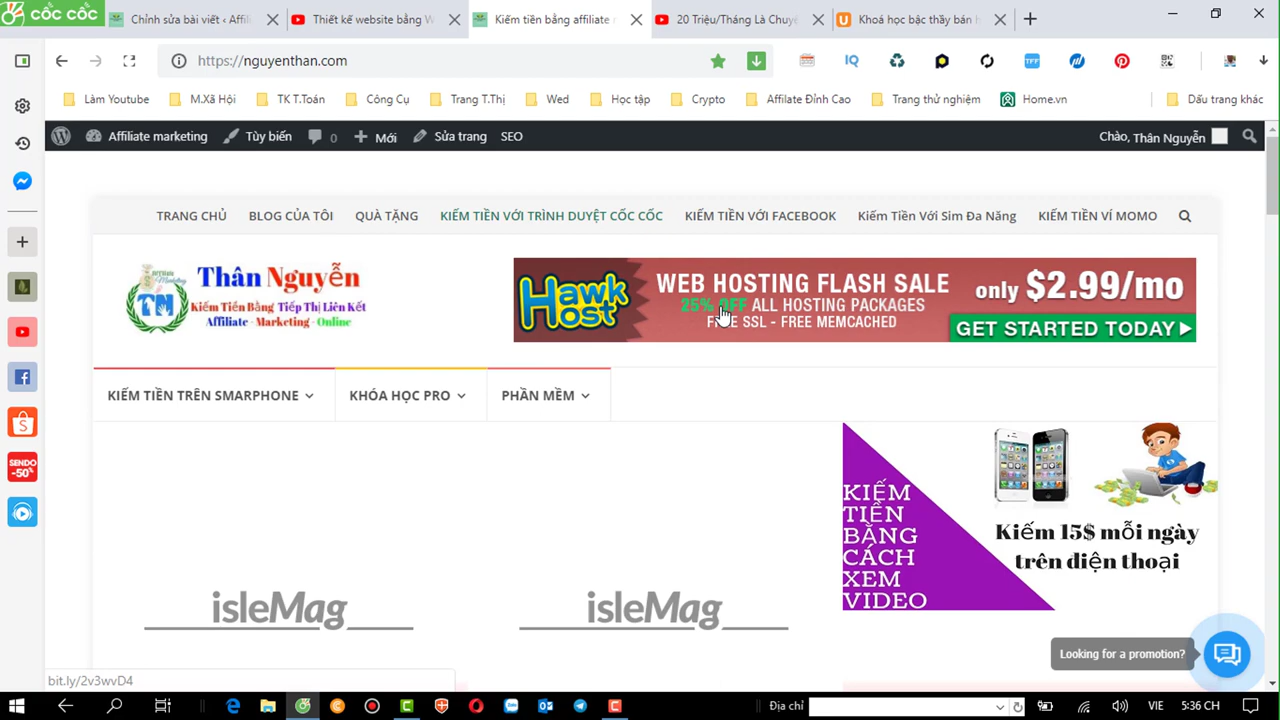 cốc cốc
Chỉnh sửa bài viết ‹ Affili
Thiết kế website bằng W
Kiếm tiền bằng affiliate
20 Triệu/Tháng Là Chuyệ
Khoá học bậc thầy bán h
https://nguyenthan.com
IQ
TFF
Làm Youtube
M.Xã Hội
TK T.Toán
Công Cụ
Trang T.Thị
Wed
Học tập
Crypto
Affilate Đỉnh Cao
Trang thử nghiệm
Home.vn
Dấu trang khác
Affiliate marketing
Tùy biến
0
Mới
Sửa trang
SEO
Chào, Thân Nguyễn
TRANG CHỦ
BLOG CỦA TÔI
QUÀ TẶNG
KIẾM TIỀN VỚI TRÌNH DUYỆT CỐC CỐC
KIẾM TIỀN VỚI FACEBOOK
Kiếm Tiền Với Sim Đa Năng
KIẾM TIỀN VÍ MOMO
TN
Thân Nguyễn
Kiếm Tiền Bằng Tiếp Thị Liên Kết
Affiliate - Marketing - Online
Hawk
Host
WEB HOSTING FLASH SALE
25% OFF ALL HOSTING PACKAGES
FREE SSL - FREE MEMCACHED
only $2.99/mo
GET STARTED TODAY
KIẾM TIỀN TRÊN SMARPHONE
KHÓA HỌC PRO
PHẦN MỀM
isleMag
isleMag
KIẾM
TIỀN
BẰNG
CÁCH
XEM
VIDEO
Kiếm 15$ mỗi ngày
trên điện thoại
SENDO
-50%
Looking for a promotion?
bit.ly/2v3wvD4
Địa chỉ
VIE
5:36 CH